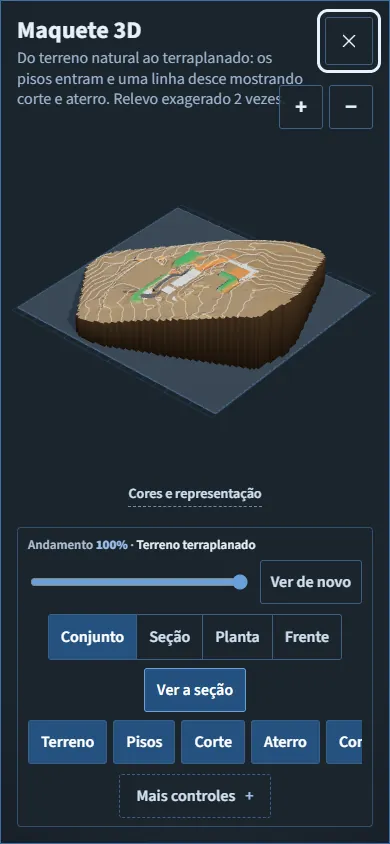 Maquete 3D
Do terreno natural ao terraplanado: os
pisos entram e uma linha desce mostrando
corte e aterro. Relevo exagerado 2 vezes.
+ −
Cores e representação
Andamento 100% · Terreno terraplanado
Ver de novo
Conjunto Seção Planta Frente
Ver a seção
Terreno Pisos Corte Aterro
Mais controles +